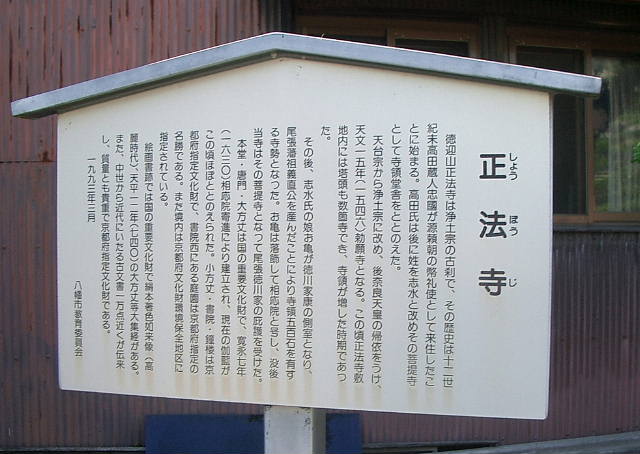 正法寺
しょう ぼう じ
徳迎山正法寺は浄土宗の古刹で、その歴史は十二世
紀末高田蔵人忠国が源頼朝の幣礼使として来住したこ
とに始まる。高田氏は後に姓を志水と改めその菩提寺
として寺領堂舎をととのえた。
天台宗から浄土宗に改め、後奈良天皇の帰依をうけ、
天文一五年（一五四六）勅願寺となる。この頃正法寺敷
地内には塔頭も数箇寺でき、寺領が増した時期であっ
た。
その後、志水氏の娘お亀が徳川家康の側室となり、
尾張藩祖義直公を産んだことにより寺領五百石を有す
る寺勢となった。お亀は落飾して相応院と号し、没後
当寺はその菩提寺となって尾張徳川家の庇護を受けた。
本堂・唐門・大方丈は国の重要文化財で、寛永七年
（一六三〇）相応院寄進により建立され、現在の伽藍が
この頃ほぼととのえられた。小方丈・書院・鐘楼は京
都府指定文化財で、書院西にある庭園は京都府指定の
名勝である。また境内は京都府文化財環境保全地区に
指定されている。
絵画書跡では国の重要文化財で絹本著色如来像（高
麗時代）、天平一二年（七四〇）の大方丈等大集経がある。
また、中世から近代にいたる古文書一万点近くが伝来
し、質量とも貴重で京都府指定文化財である。
一九九三年三月
八幡市教育委員会